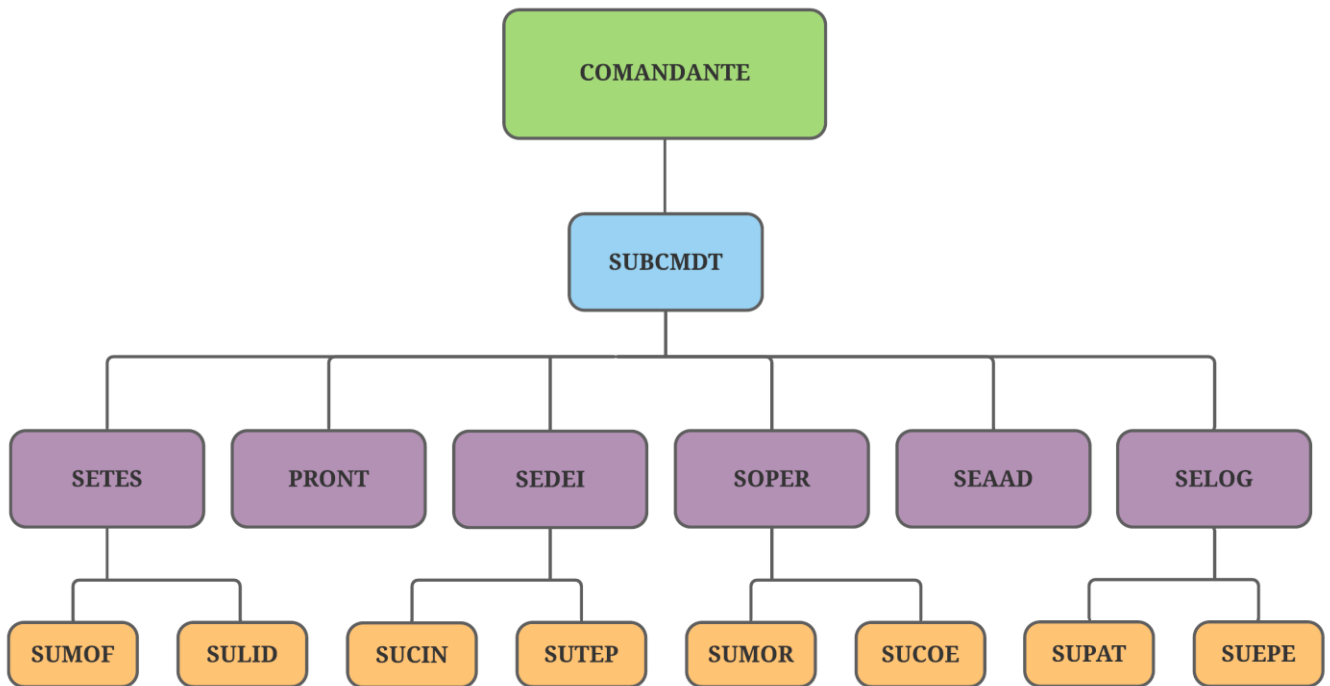 COMANDANTE
SUBCMDT
SETES
PRONT
SEDEI
SOPER
SEAAD
SELOG
SUMOF
SULID
SUCIN
SUTEP
SUMOR
SUCOE
SUPAT
SUEPE